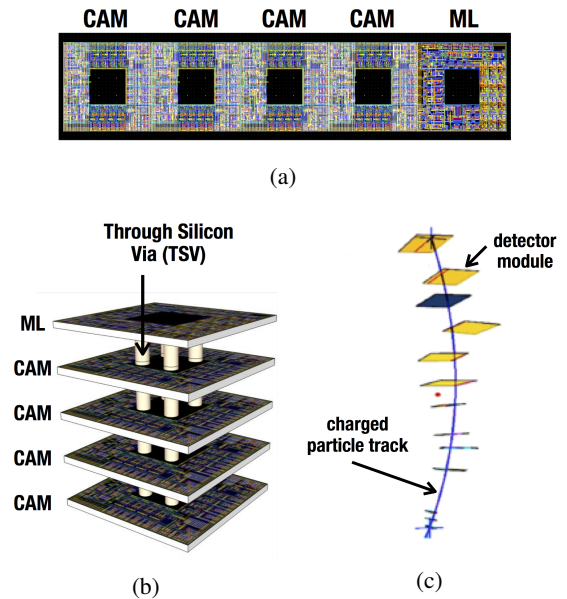 CAM CAM CAM CAM ML
(a)
Through Silicon
Via (TSV)
ML
CAM
CAM
CAM
CAM
(b)
detector
module
charged
particle track
(c)